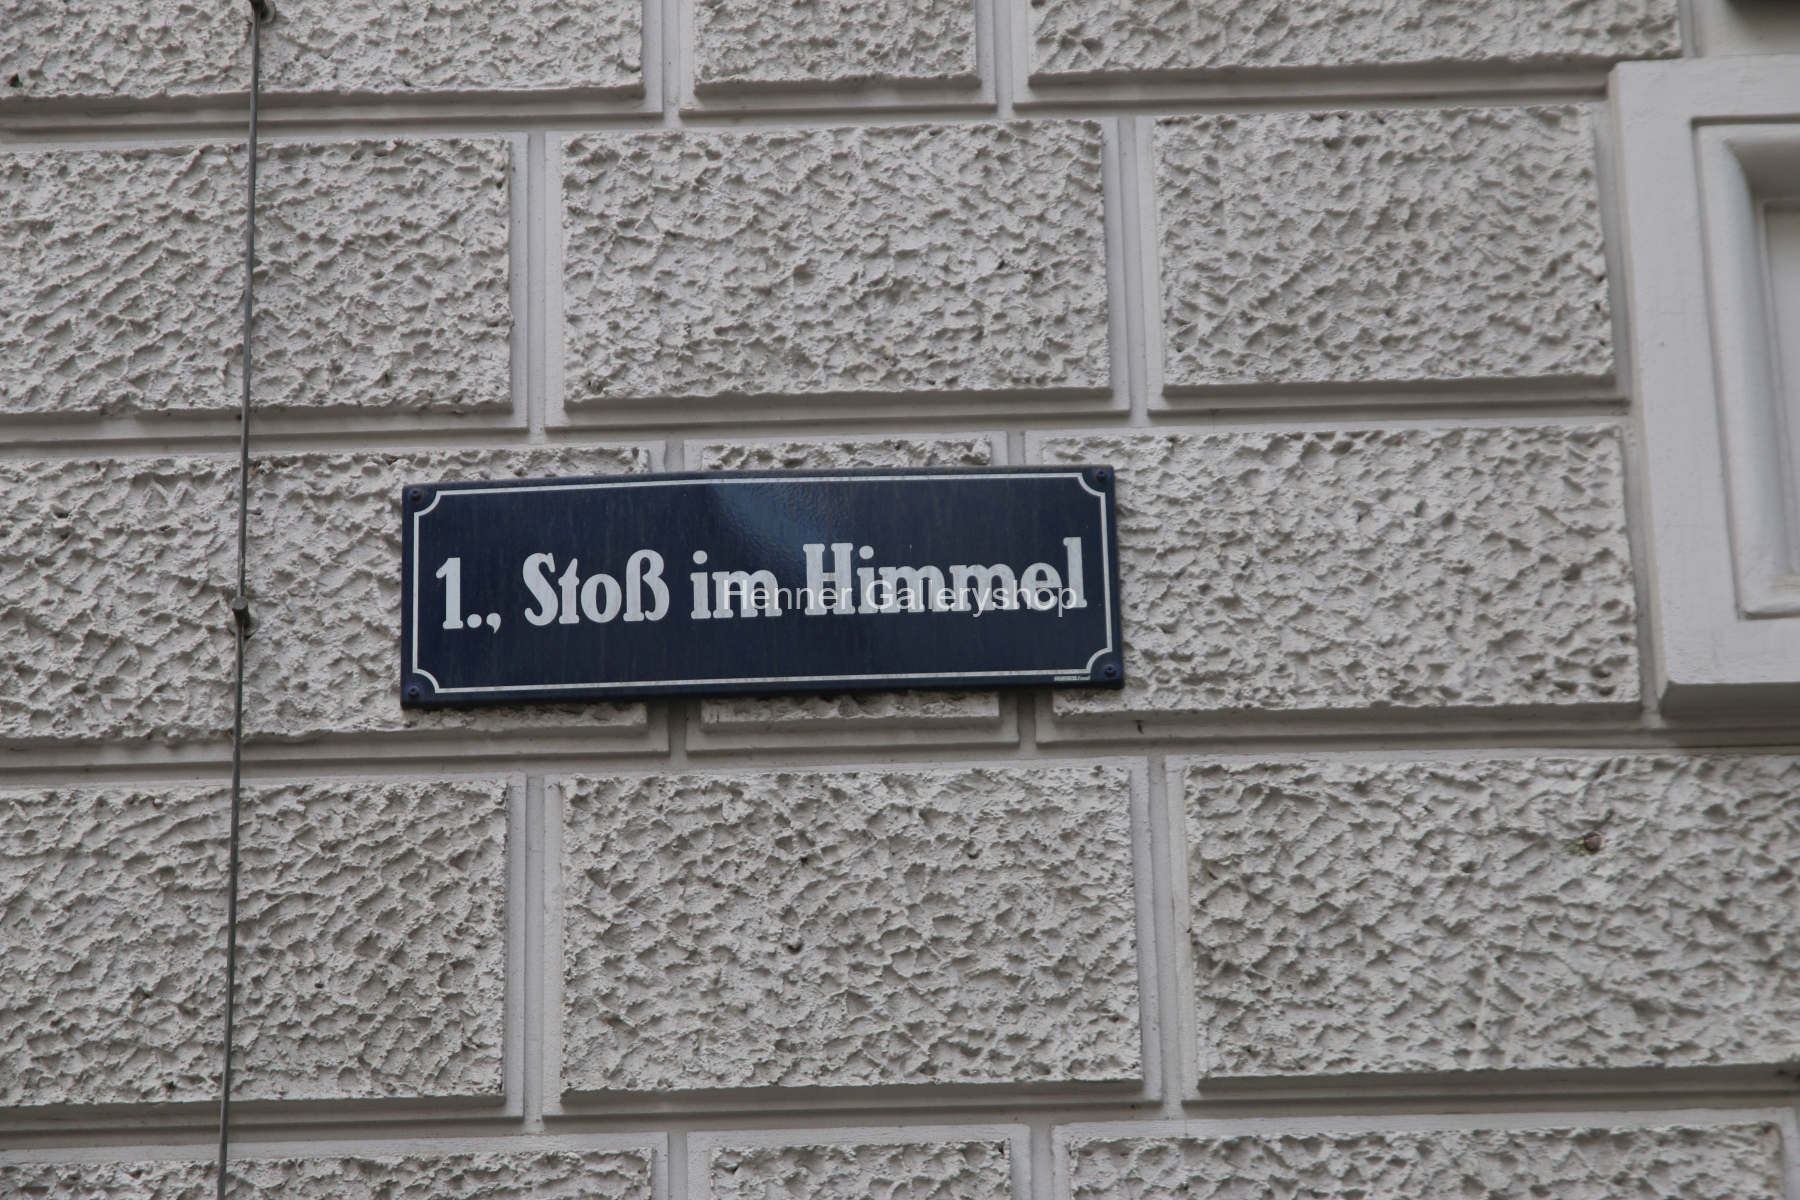 1., Stoß im Himmel
Henner Galleryshop